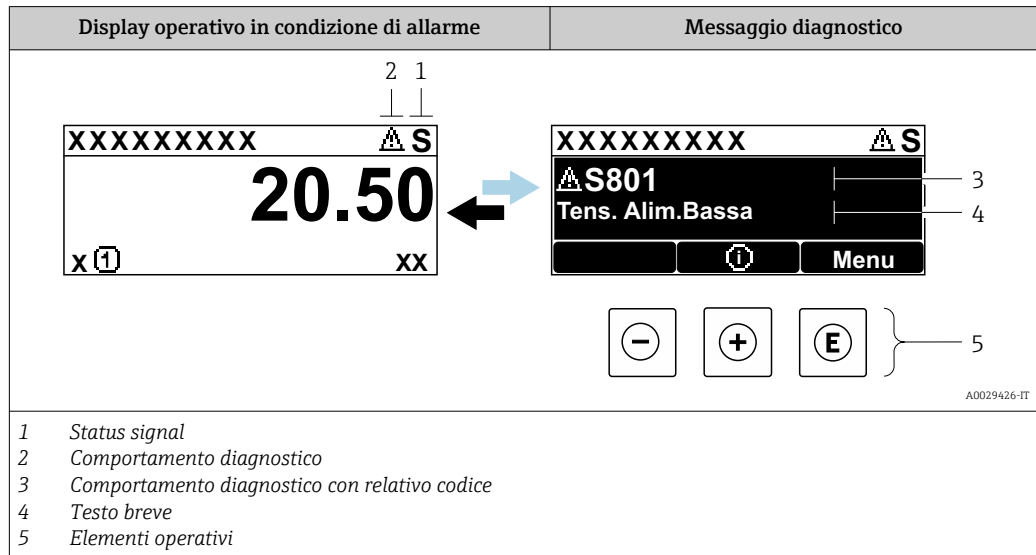 Display operativo in condizione di allarme
Messaggio diagnostico
2 1
XXXXXXXXX ⚠ S
20.50
x 1 xx
XXXXXXXXX ⚠ S
⚠S801
3
Tens. Alim.Bassa
4
i Menu
- + E
5
A0029426-IT
1 Status signal
2 Comportamento diagnostico
3 Comportamento diagnostico con relativo codice
4 Testo breve
5 Elementi operativi